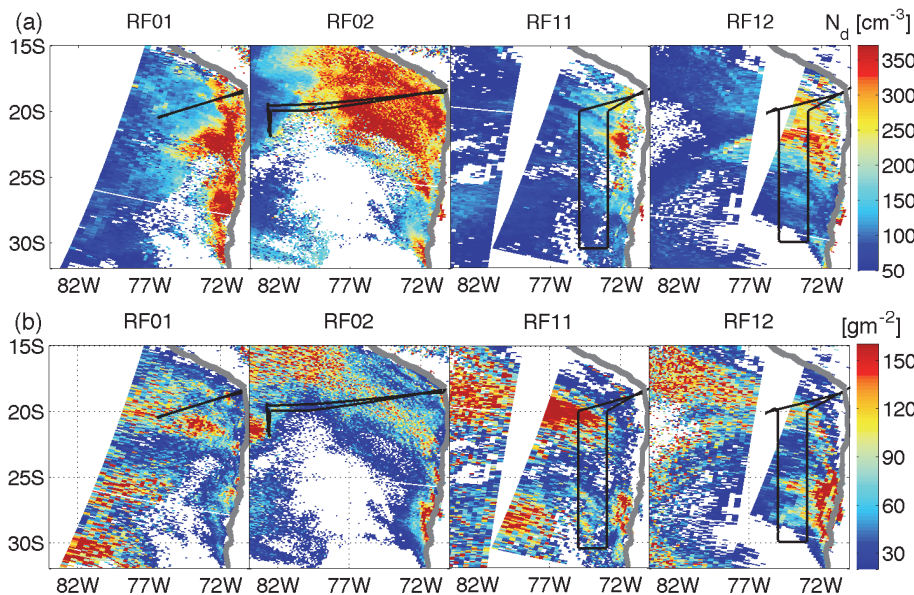 (a) RF01 RF02 RF11 RF12 N_d [cm^-3]
15S
20S
25S
30S
350
300
250
200
150
100
50
82W 77W 72W 82W 77W 72W 82W 77W 72W 82W 77W 72W
(b) RF01 RF02 RF11 RF12 [gm^-2]
15S
20S
25S
30S
150
120
90
60
30
82W 77W 72W 82W 77W 72W 82W 77W 72W 82W 77W 72W